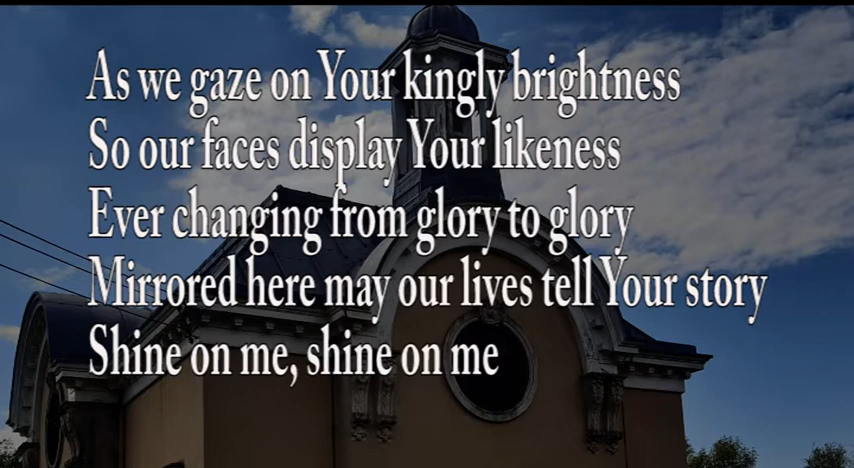 As we gaze on Your kingly brightness
So our faces display Your likeness
Ever changing from glory to glory
Mirrored here may our lives tell Your story
Shine on me, shine on me